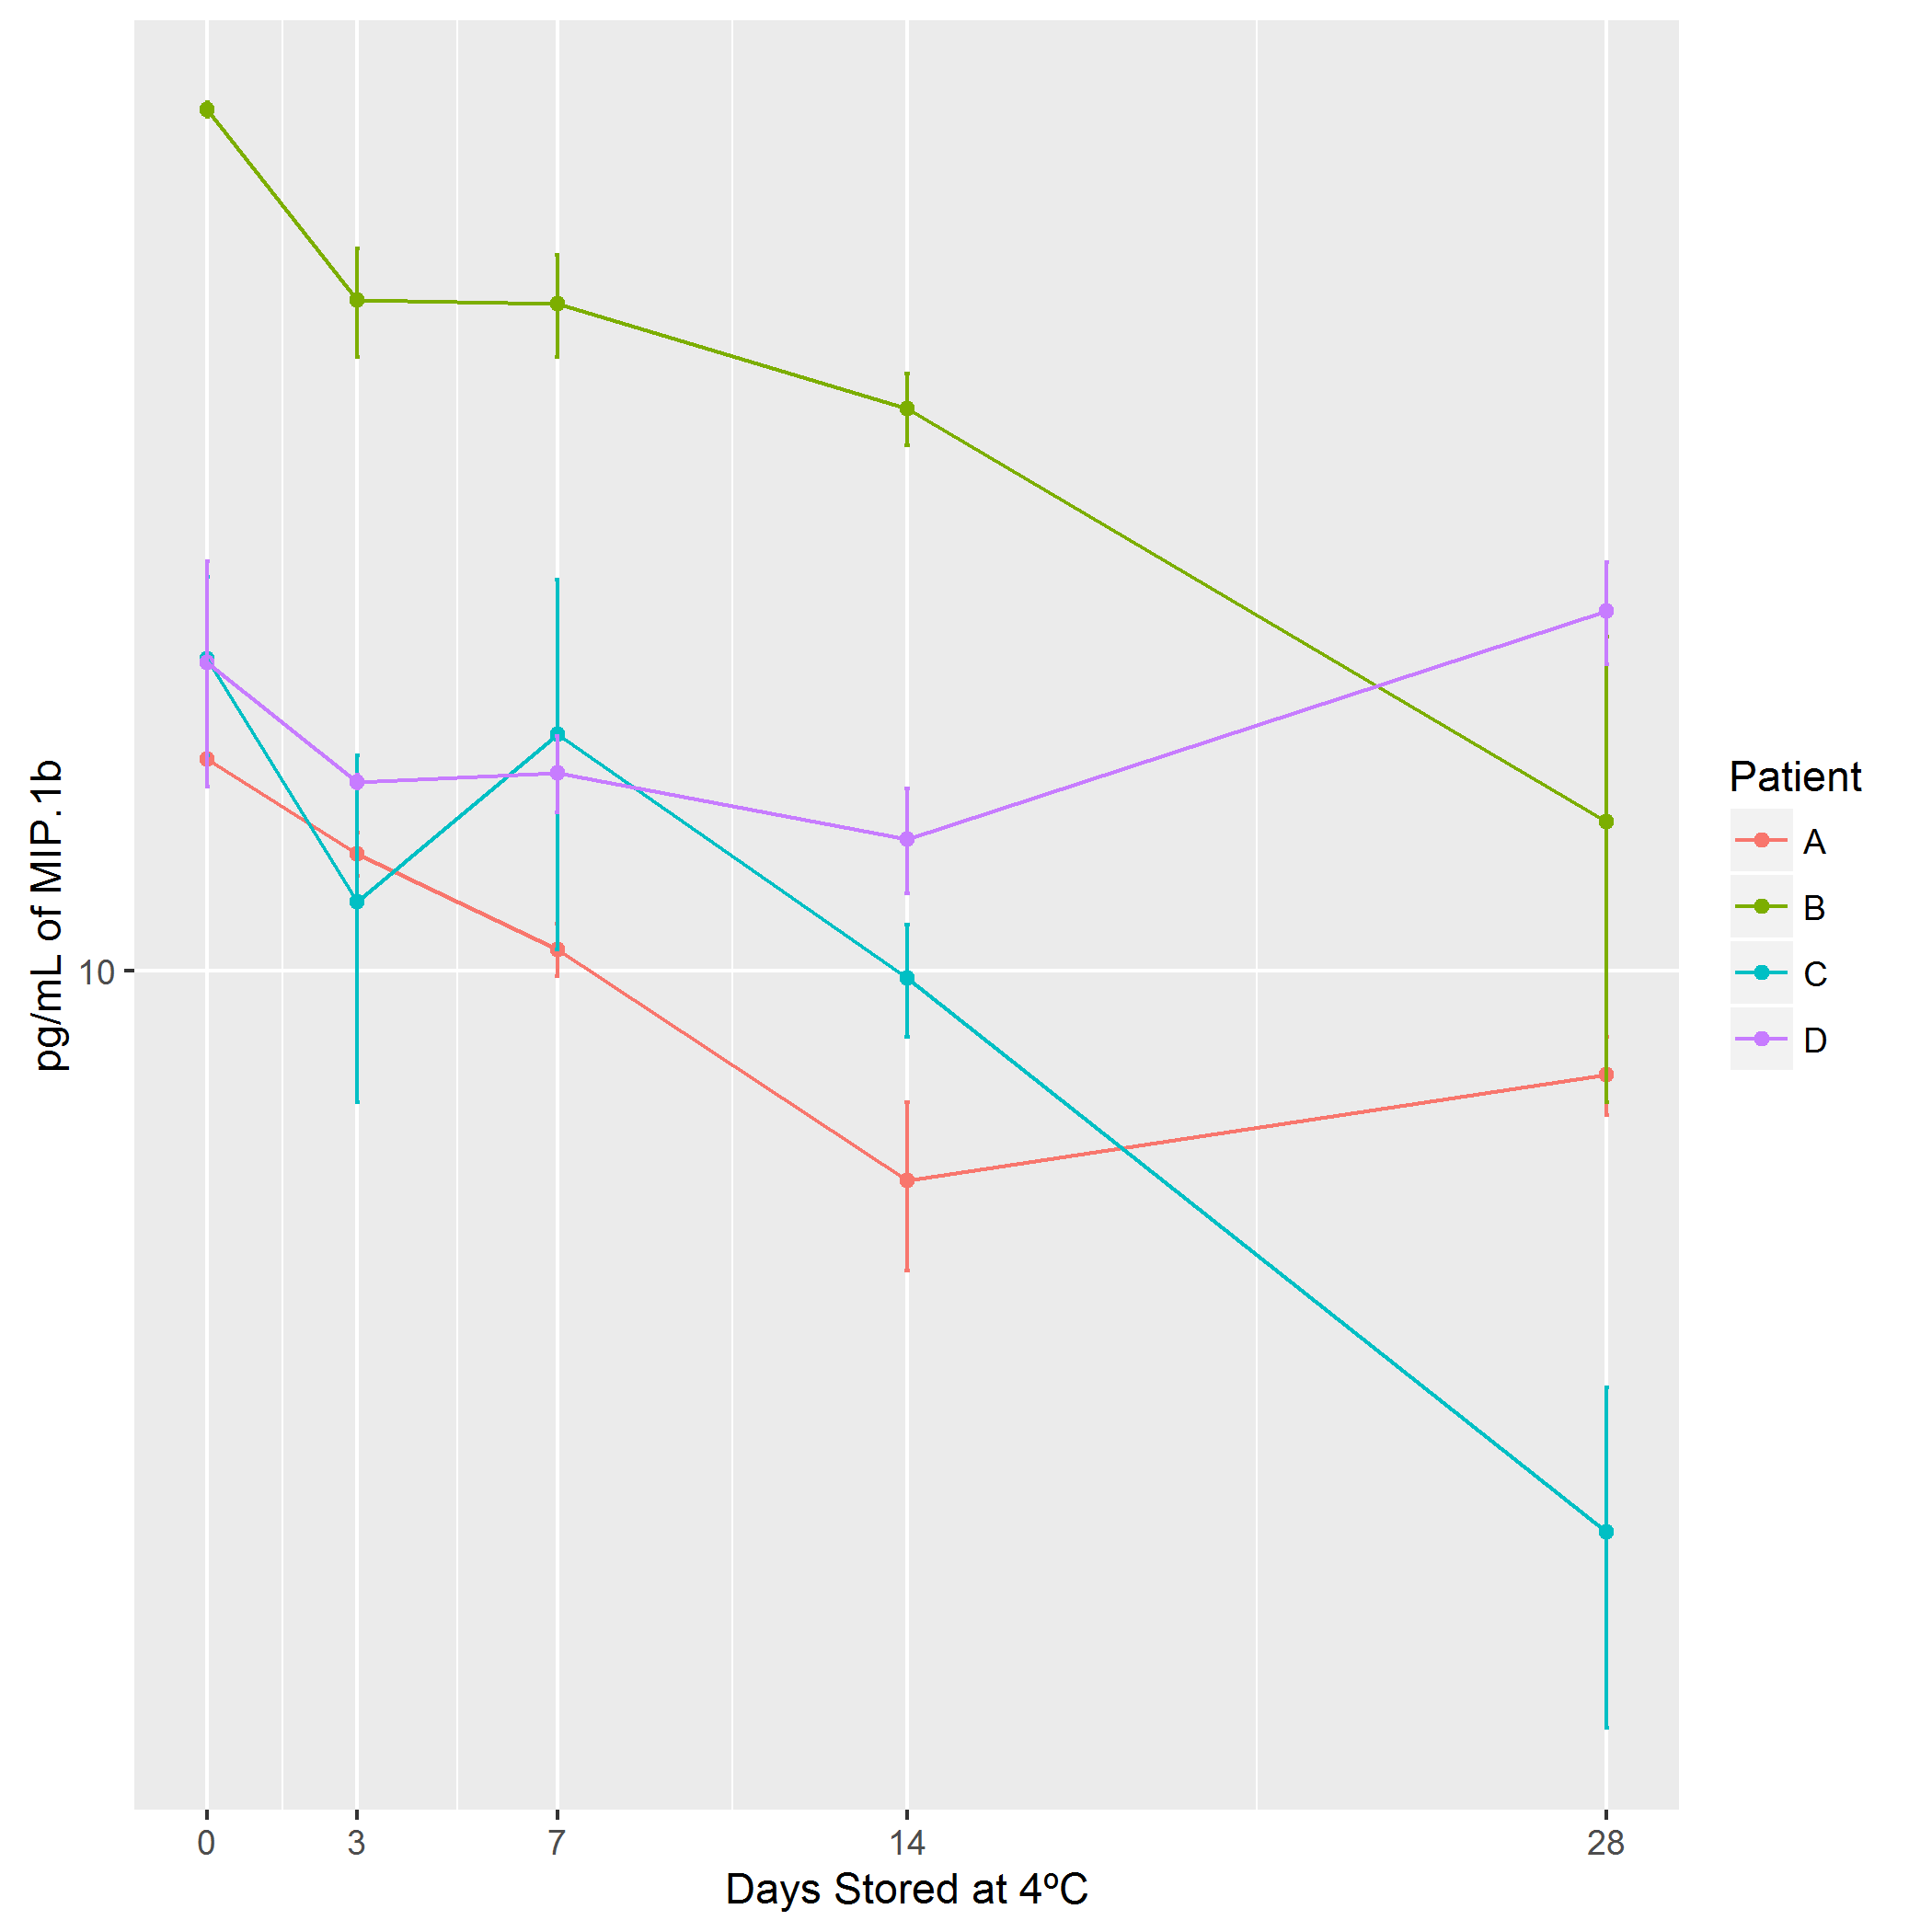 pg/mL of MIP.1b
10
0 3 7 14 28
Days Stored at 4ºC
Patient
A
B
C
D